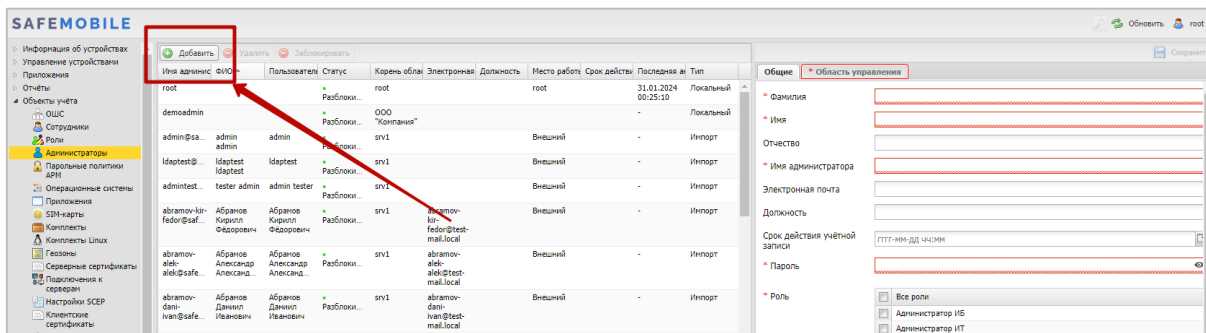 SAFEMOBILE
Обновить root
Информация об устройствах
Управление устройствами
Приложения
Отчёты
Объекты учёта
ОШС
Сотрудники
Роли
Администраторы
Парольные политики
АРМ
Операционные системы
Приложения
SIM-карты
Комплекты
Комплекты Linux
Геозоны
Серверные сертификаты
Подключения к
серверам
Настройки SCEP
Клиентские
сертификаты
Добавить Удалить Заблокировать
Имя админис ФИО Пользователь Статус Корень облас Электронная Должность Место работы Срок действи Последняя ак Тип
root root root 31.01.2024 Локальный
Разблоки... 00:25:10
demoadmin ООО - Локальный
Разблоки... "Компания"
admin@sa... admin admin srv1 Внешний - Импорт
admin Разблоки...
ldaptest@... ldaptest ldaptest srv1 Внешний - Импорт
ldaptest Разблоки...
admintest... tester admin admin tester srv1 Внешний - Импорт
Разблоки...
abramov-kir- Абрамов Абрамов srv1 abramov- Внешний - Импорт
fedor@saf... Кирилл Кирилл Разблоки... kir-
Фёдорович Фёдорович fedor@test-
mail.local
abramov- Абрамов Абрамов srv1 abramov- Внешний - Импорт
alek- Александр Александр Разблоки... alek-
alek@safe... Александ... Александ... alek@test-
mail.local
abramov- Абрамов Абрамов srv1 abramov- Внешний - Импорт
dani- Даниил Даниил Разблоки... dani-
ivan@safe... Иванович Иванович ivan@test-
mail.local
Сохранит
Общие * Область управления
* Фамилия
* Имя
Отчество
* Имя администратора
Электронная почта
Должность
Срок действия учётной
записи
гггг-мм-дд чч:мм
* Пароль
* Роль
Все роли
Администратор ИБ
Администратор ИТ